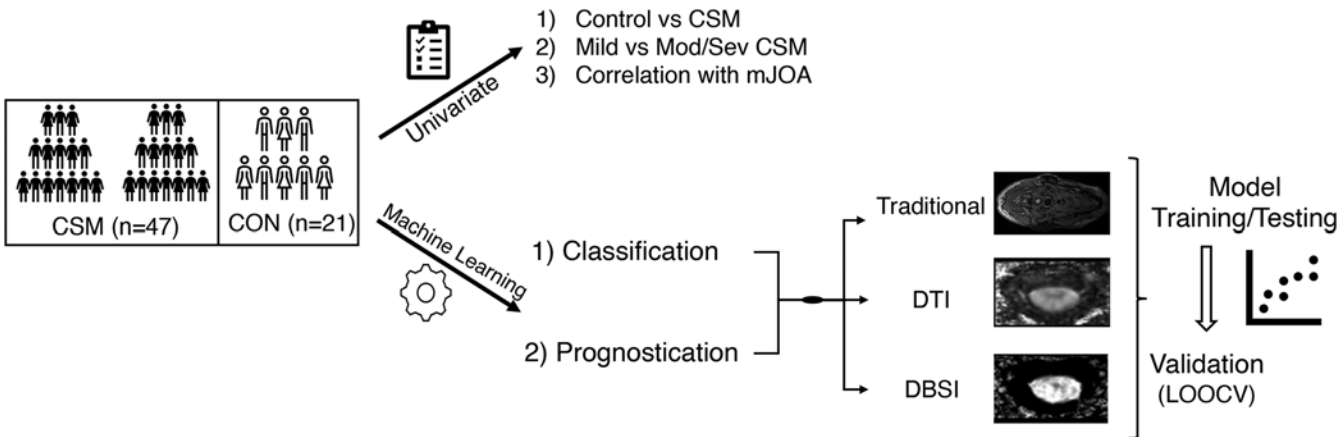 1) Control vs CSM
2) Mild vs Mod/Sev CSM
3) Correlation with mJOA
Univariate
CSM (n=47)
CON (n=21)
Machine Learning
1) Classification
2) Prognostication
Traditional
DTI
DBSI
Model
Training/Testing
Validation
(LOOCV)